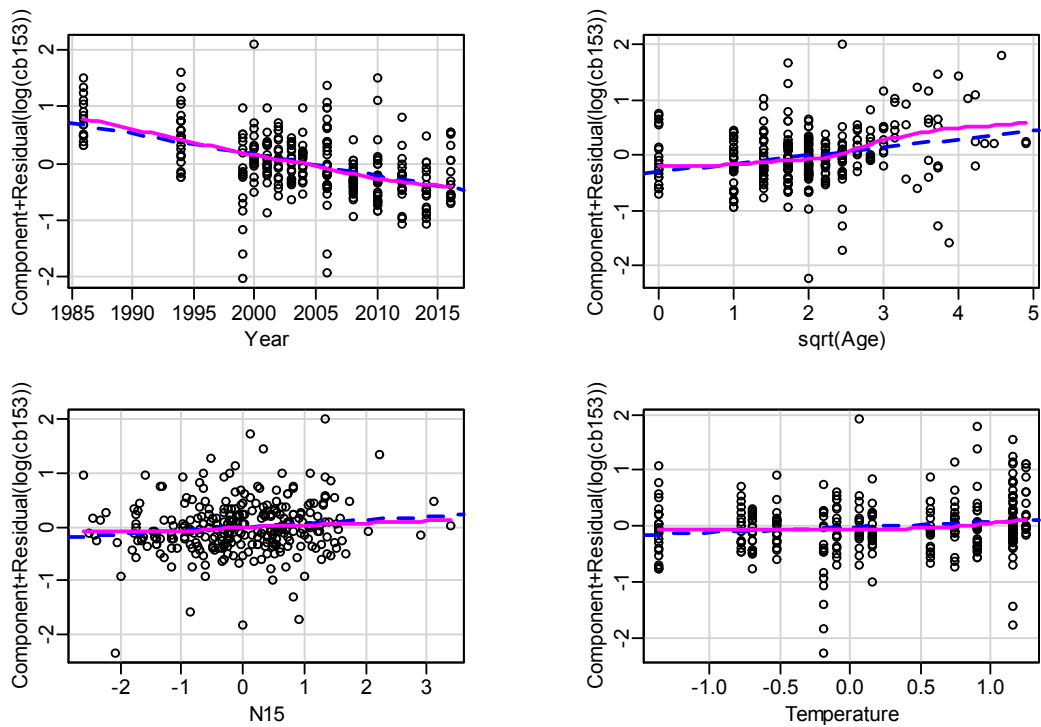 Component+Residual(log(cb153))
2
1
0
-1
-2
1985 1990 1995 2000 2005 2010 2015
Year
Component+Residual(log(cb153))
2
1
0
-1
-2
0 1 2 3 4 5
sqrt(Age)
Component+Residual(log(cb153))
2
1
0
-1
-2
-2 -1 0 1 2 3
N15
Component+Residual(log(cb153))
2
1
0
-1
-2
-1.0 -0.5 0.0 0.5 1.0
Temperature